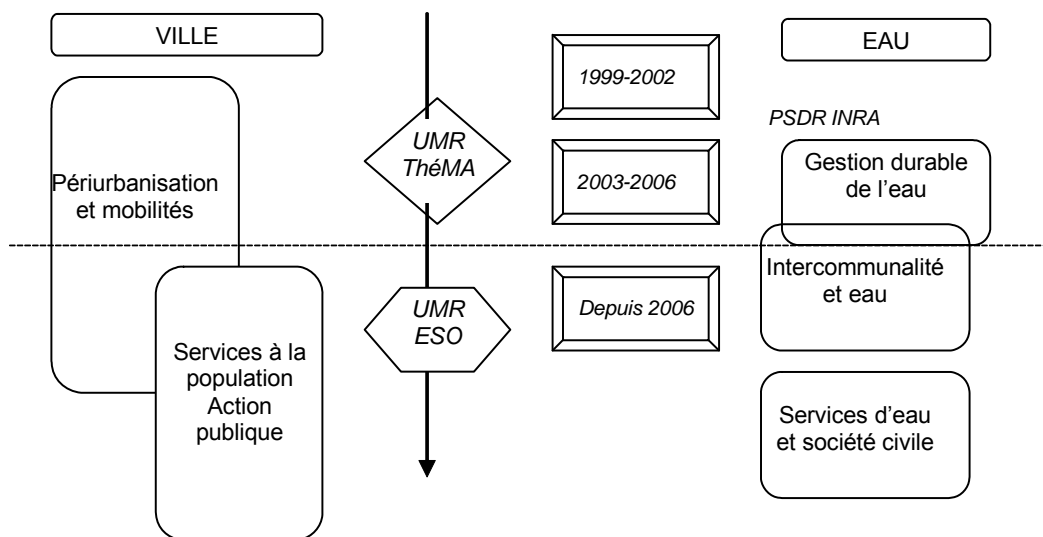 VILLE
Périurbanisation
et mobilités
Services à la
population
Action
publique
UMR
ThéMA
UMR
ESO
1999-2002
2003-2006
Depuis 2006
EAU
PSDR INRA
Gestion durable
de l’eau
Intercommunalité
et eau
Services d’eau
et société civile